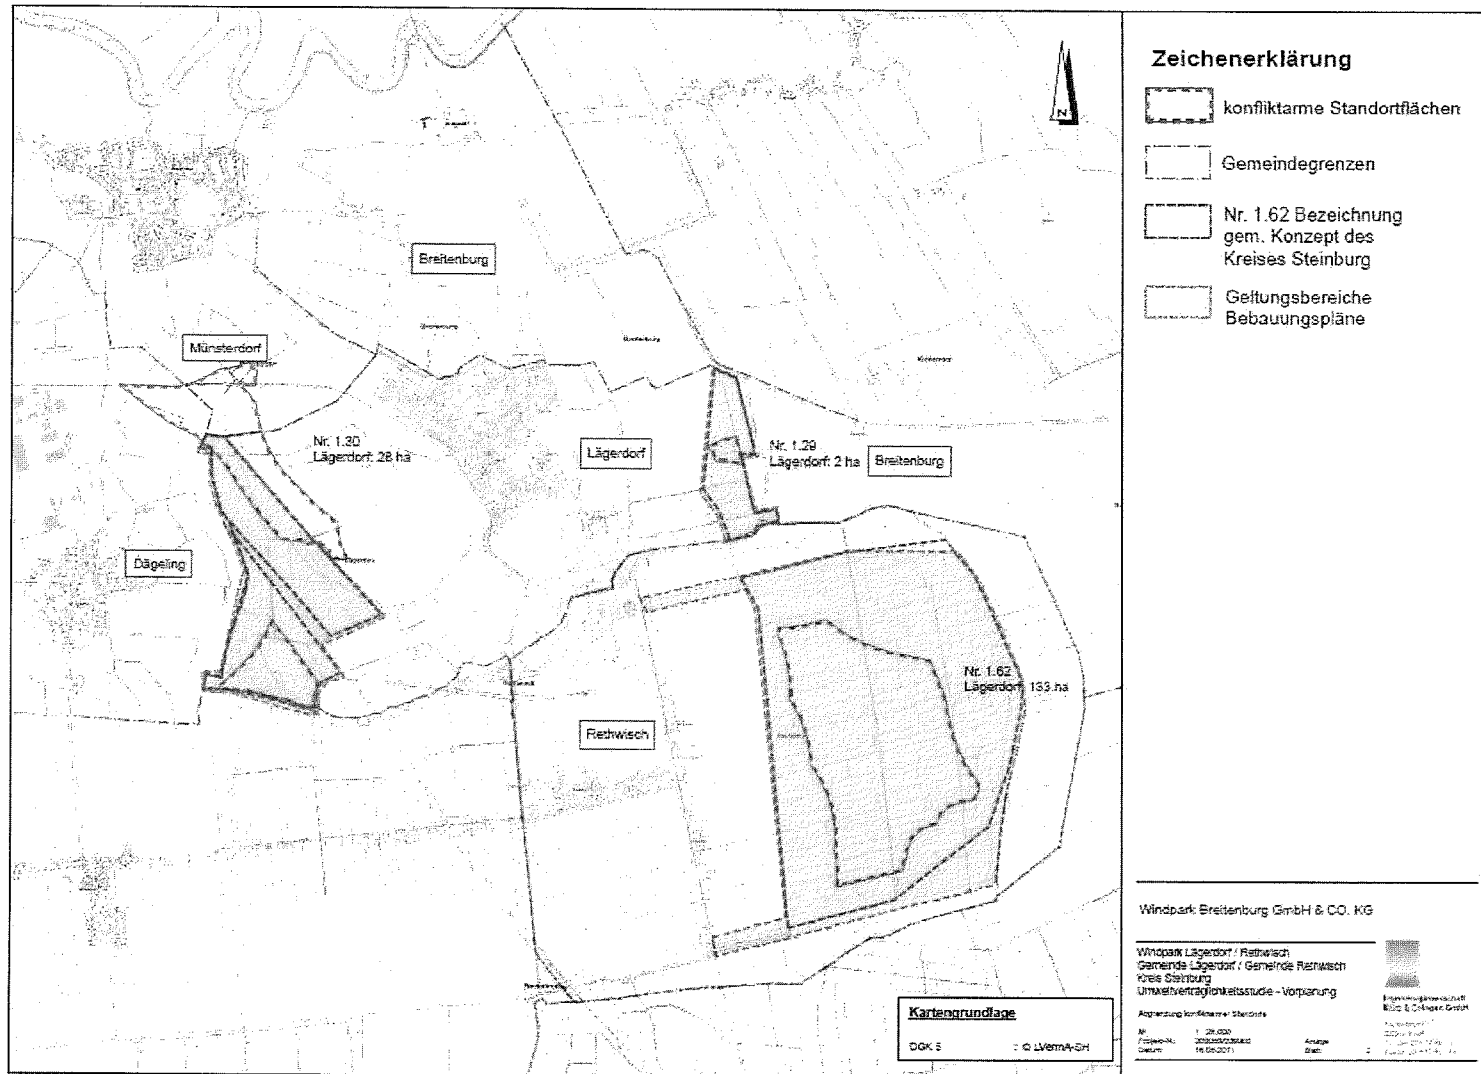 Zeichenerklärung
konfliktarme Standortflächen
Gemeindegrenzen
Nr. 1.62 Bezeichnung
gem. Konzept des
Kreises Steinburg
Geltungsbereiche
Bebauungspläne
N
Breitenburg
Münsterdorf
Nr. 1.30
Lägerdorf: 28 ha
Lägerdorf
Nr. 1.29
Lägerdorf: 2 ha
Breitenburg
Dägeling
Nr. 1.62
Lägerdorf: 133 ha
Rethwisch
Kartengrundlage
DGK 5
© LVermA-SH
Windpark Breitenburg GmbH & CO. KG
Windpark Lägerdorf / Rethwisch
Gemeinde Lägerdorf / Gemeinde Rethwisch
Kreis Steinburg
Umweltverträglichkeitsstudie - Vorplanung